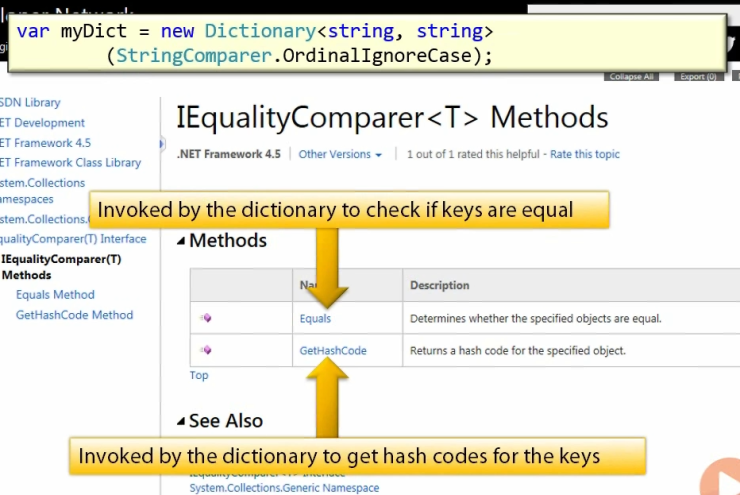 var myDict = new Dictionary<string, string>
(StringComparer.OrdinalIgnoreCase);
Collapse All
Export (0)
SDN Library
ET Development
ET Framework 4.5
ET Framework Class Library
stem.Collections
amespaces
stem.Collections.
qualityComparer(T) Interface
IEqualityComparer(T)
Methods
Equals Method
GetHashCode Method
IEqualityComparer<T> Methods
.NET Framework 4.5
Other Versions
1 out of 1 rated this helpful - Rate this topic
Invoked by the dictionary to check if keys are equal
Methods
Description
Equals
Determines whether the specified objects are equal.
GetHashCode
Returns a hash code for the specified object.
Top
See Also
Invoked by the dictionary to get hash codes for the keys
System.Collections.Generic Namespace